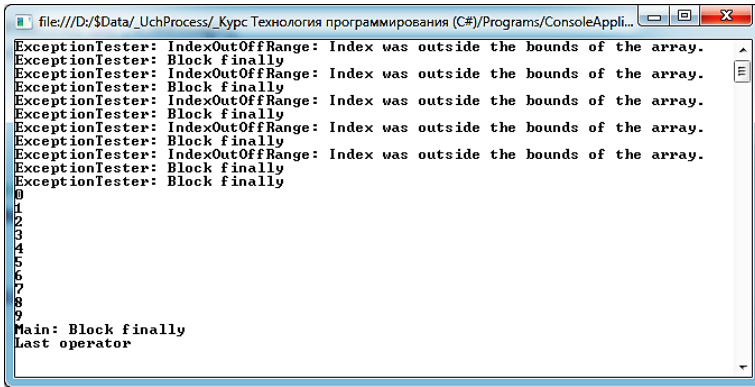 file:///D:/$Data/_UchProcess/_Курс Технология программирования (C#)/Programs/ConsoleAppli...
ExceptionTester: IndexOutOffRange: Index was outside the bounds of the array.
ExceptionTester: Block finally
ExceptionTester: IndexOutOffRange: Index was outside the bounds of the array.
ExceptionTester: Block finally
ExceptionTester: IndexOutOffRange: Index was outside the bounds of the array.
ExceptionTester: Block finally
ExceptionTester: IndexOutOffRange: Index was outside the bounds of the array.
ExceptionTester: Block finally
ExceptionTester: IndexOutOffRange: Index was outside the bounds of the array.
ExceptionTester: Block finally
ExceptionTester: Block finally
0
1
2
3
4
5
6
7
8
9
Main: Block finally
Last operator